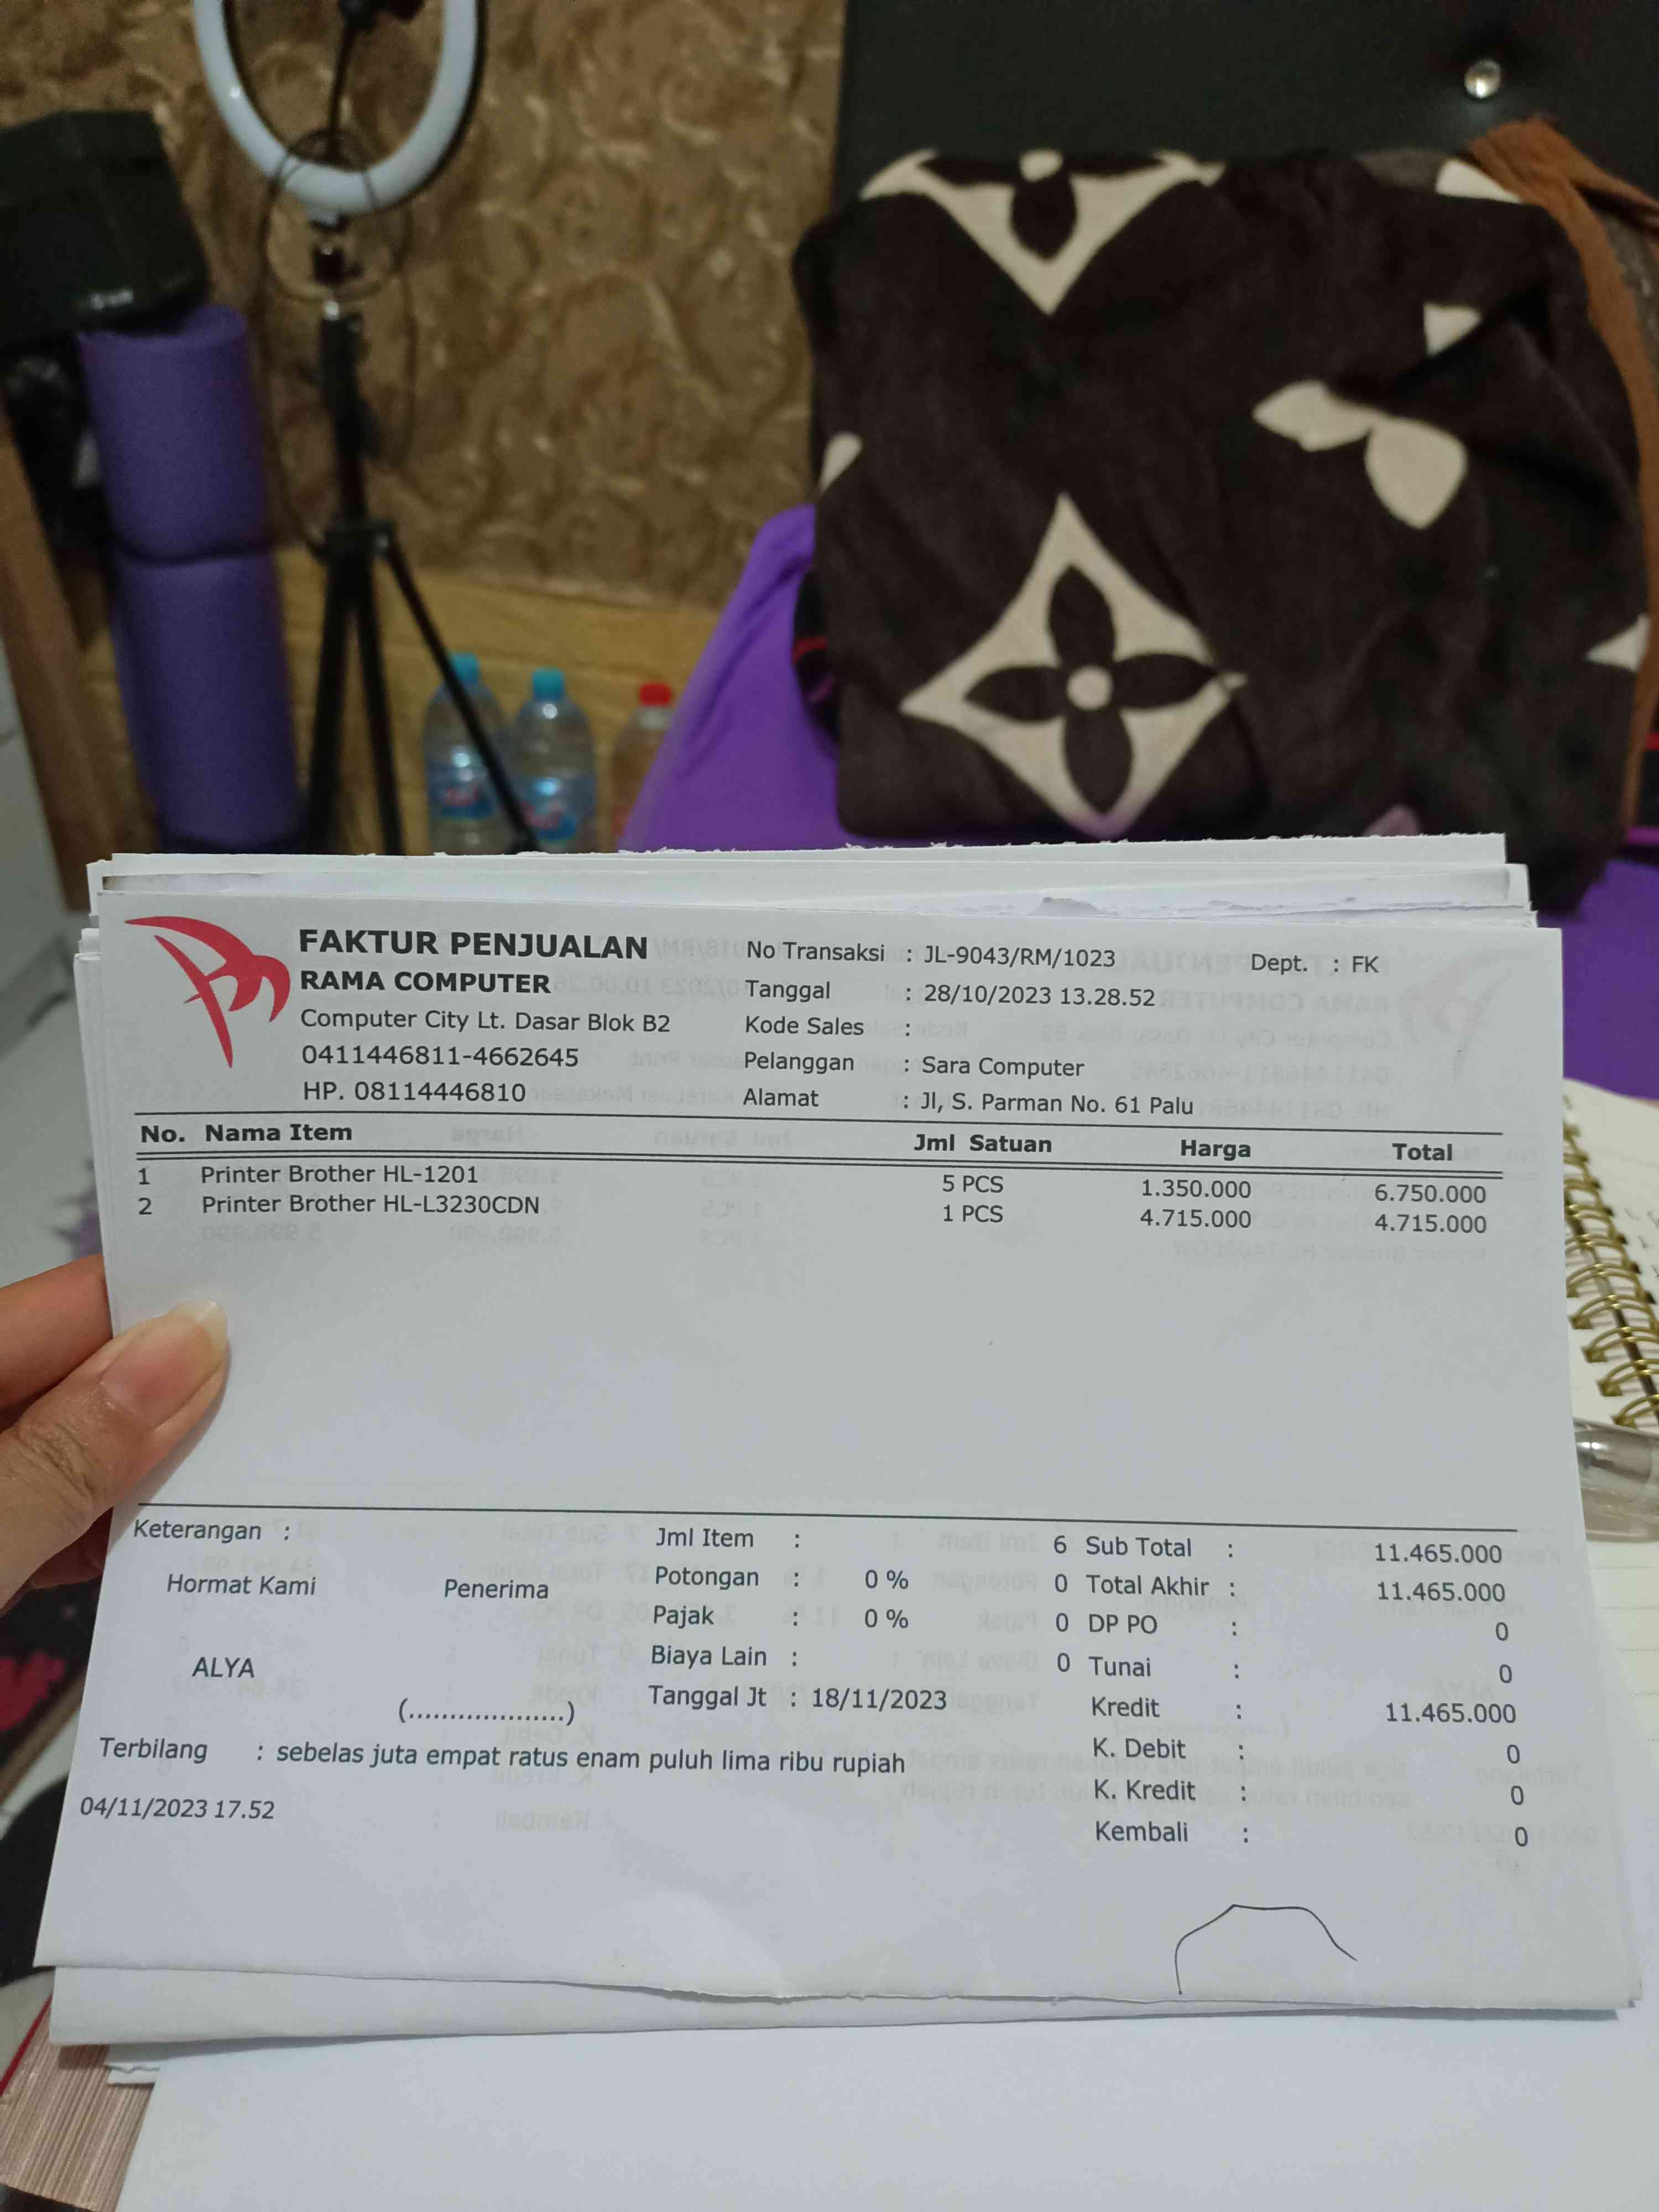 FAKTUR PENJUALAN
RAMA COMPUTER
Computer City Lt. Dasar Blok B2
0411446811-4662645
HP. 08114446810
No Transaksi : JL-9043/RM/1023 Dept. : FK
Tanggal : 28/10/2023 13.28.52
Kode Sales :
Pelanggan : Sara Computer
Alamat : Jl, S. Parman No. 61 Palu
No. Nama Item Jml Satuan Harga Total
1 Printer Brother HL-1201 5 PCS 1.350.000 6.750.000
2 Printer Brother HL-L3230CDN 1 PCS 4.715.000 4.715.000
Keterangan :
Hormat Kami Penerima
ALYA
(...................)
Jml Item : 6
Potongan : 0 % 0
Pajak : 0 % 0
Biaya Lain : 0
Tanggal Jt : 18/11/2023
Sub Total : 11.465.000
Total Akhir : 11.465.000
DP PO : 0
Tunai : 0
Kredit : 11.465.000
K. Debit : 0
K. Kredit : 0
Kembali : 0
Terbilang : sebelas juta empat ratus enam puluh lima ribu rupiah
04/11/2023 17.52